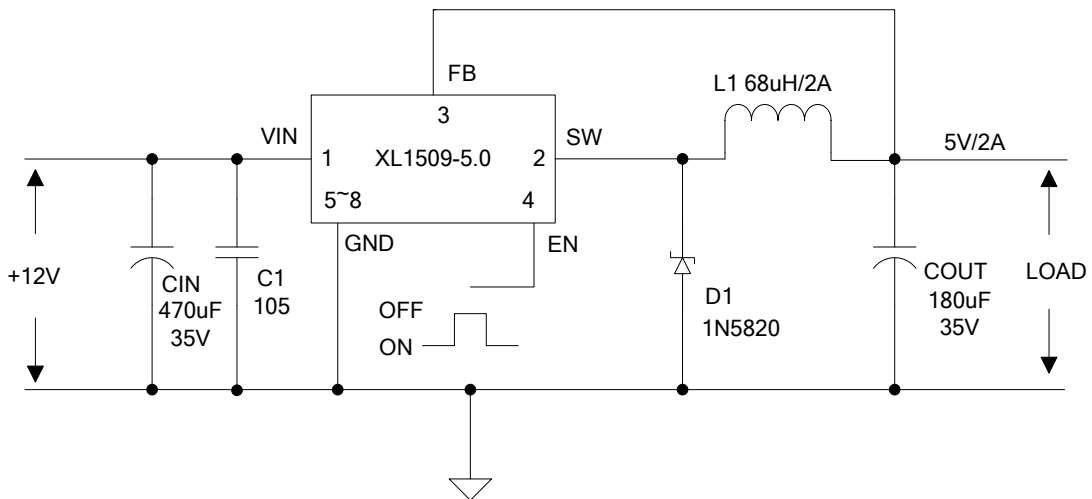 FB
L1 68uH/2A
3
VIN
SW
5V/2A
1
XL1509-5.0
2
5~8
4
GND
EN
+12V
CIN
470uF
35V
C1
105
OFF
ON
D1
1N5820
COUT
180uF
35V
LOAD